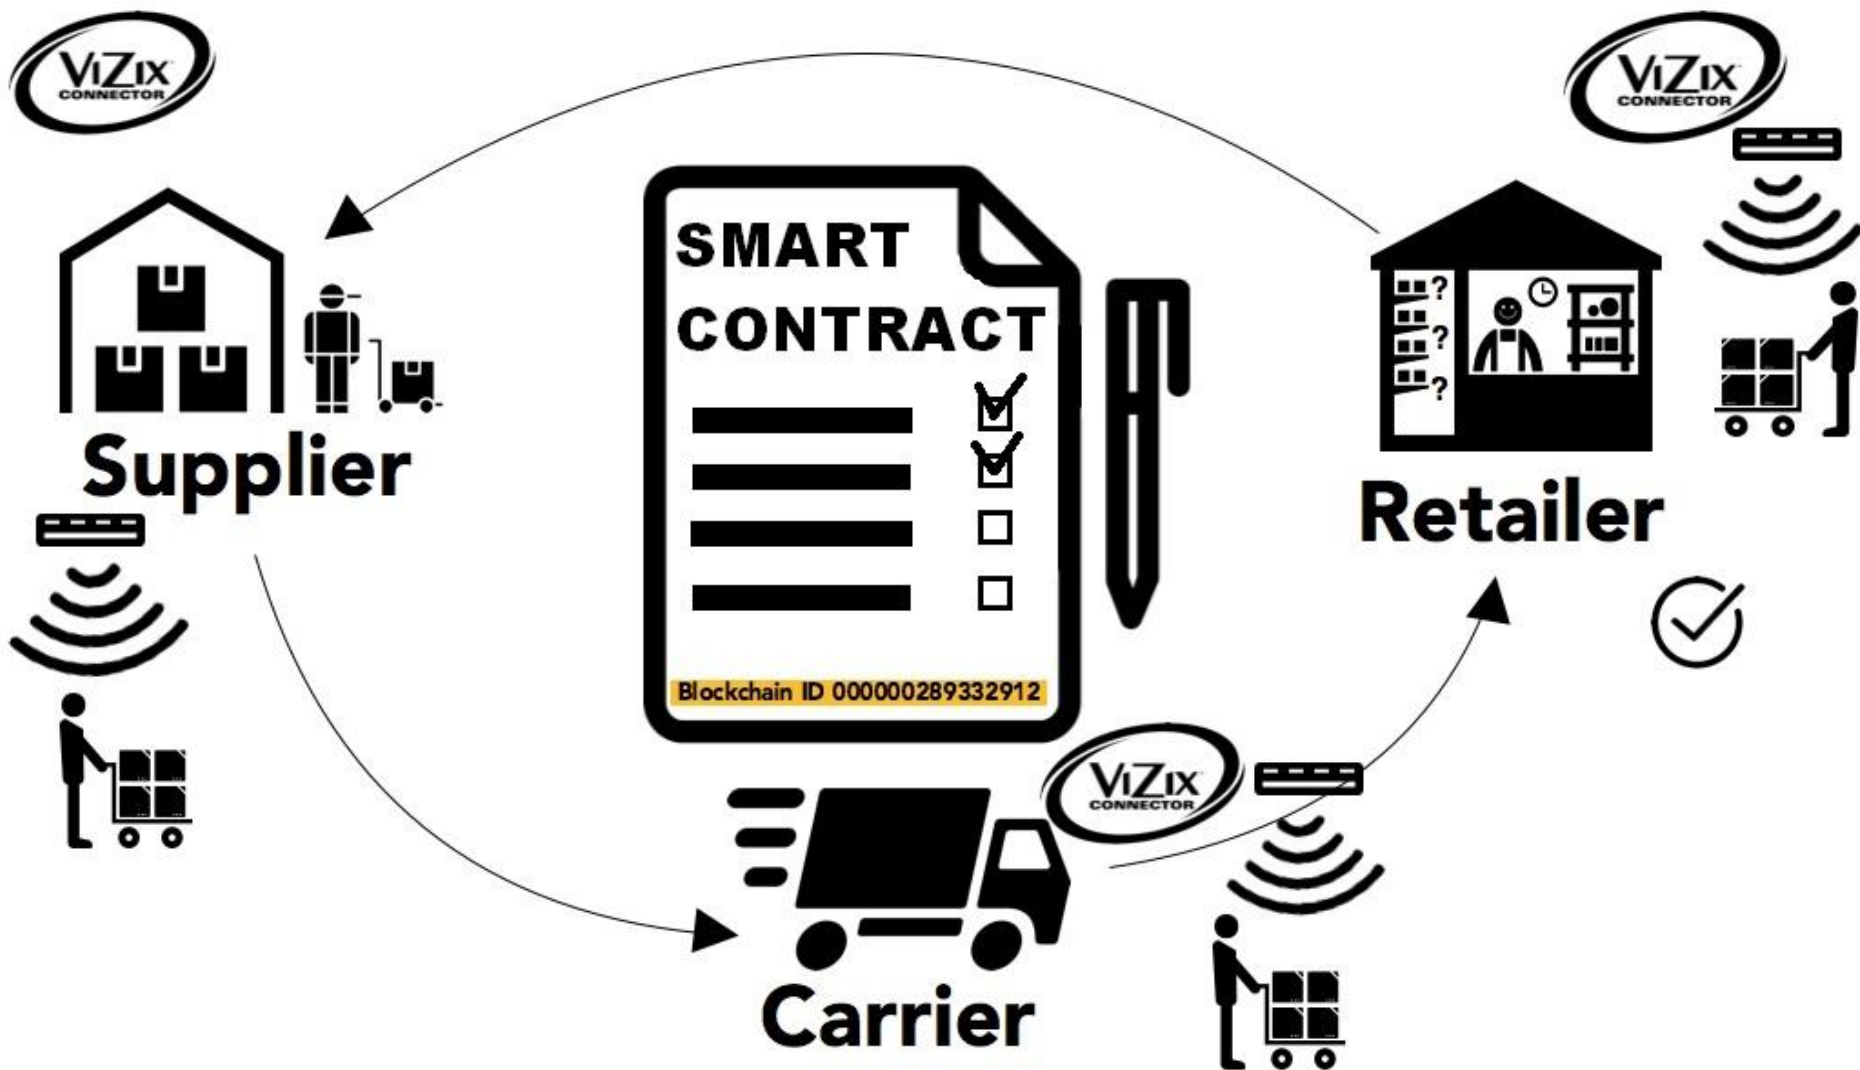 ViZix
CONNECTOR
ViZix
CONNECTOR
SMART
CONTRACT
?
?
?
Supplier
Retailer
Blockchain ID 000000289332912
ViZix
CONNECTOR
Carrier